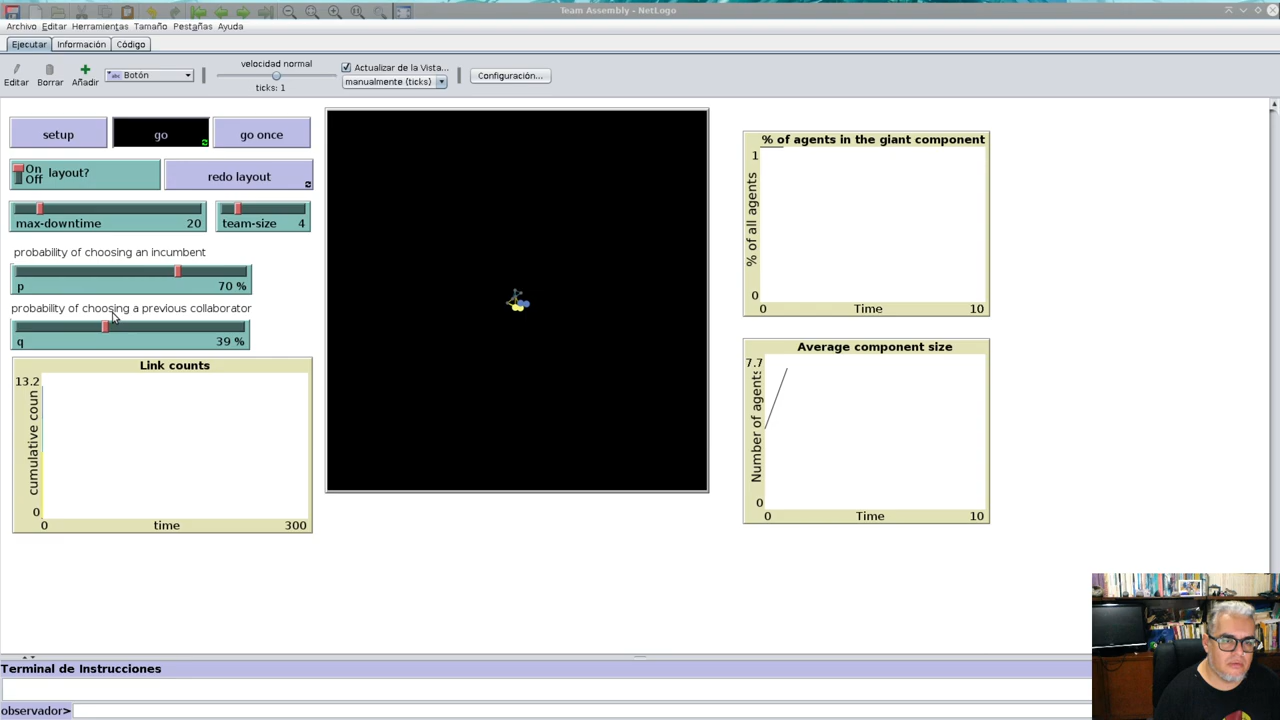 Team Assembly - NetLogo
Archivo Editar Herramientas Tamaño Pestañas Ayuda
Ejecutar Información Código
Editar Borrar Añadir Botón
velocidad normal
ticks: 1
Actualizar de la Vista...
manualmente (ticks)
Configuración...
setup go go once
On
Off
layout?
redo layout
max-downtime 20
team-size 4
probability of choosing an incumbent
p 70 %
probability of choosing a previous collaborator
q 39 %
Link counts
13.2
cumulative coun
0
0 time 300
% of agents in the giant component
1
% of all agents
0
0 Time 10
Average component size
7.7
Number of agents
0
0 Time 10
Terminal de Instrucciones
observador>